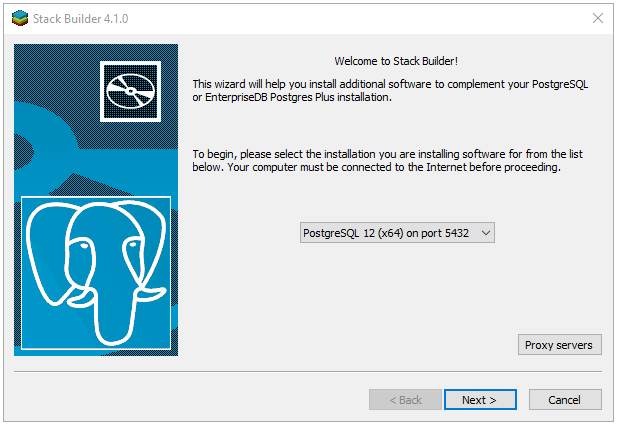 Stack Builder 4.1.0
Welcome to Stack Builder!
This wizard will help you install additional software to complement your PostgreSQL
or EnterpriseDB Postgres Plus installation.
To begin, please select the installation you are installing software for from the list
below. Your computer must be connected to the Internet before proceeding.
PostgreSQL 12 (x64) on port 5432
Proxy servers
< Back
Next >
Cancel